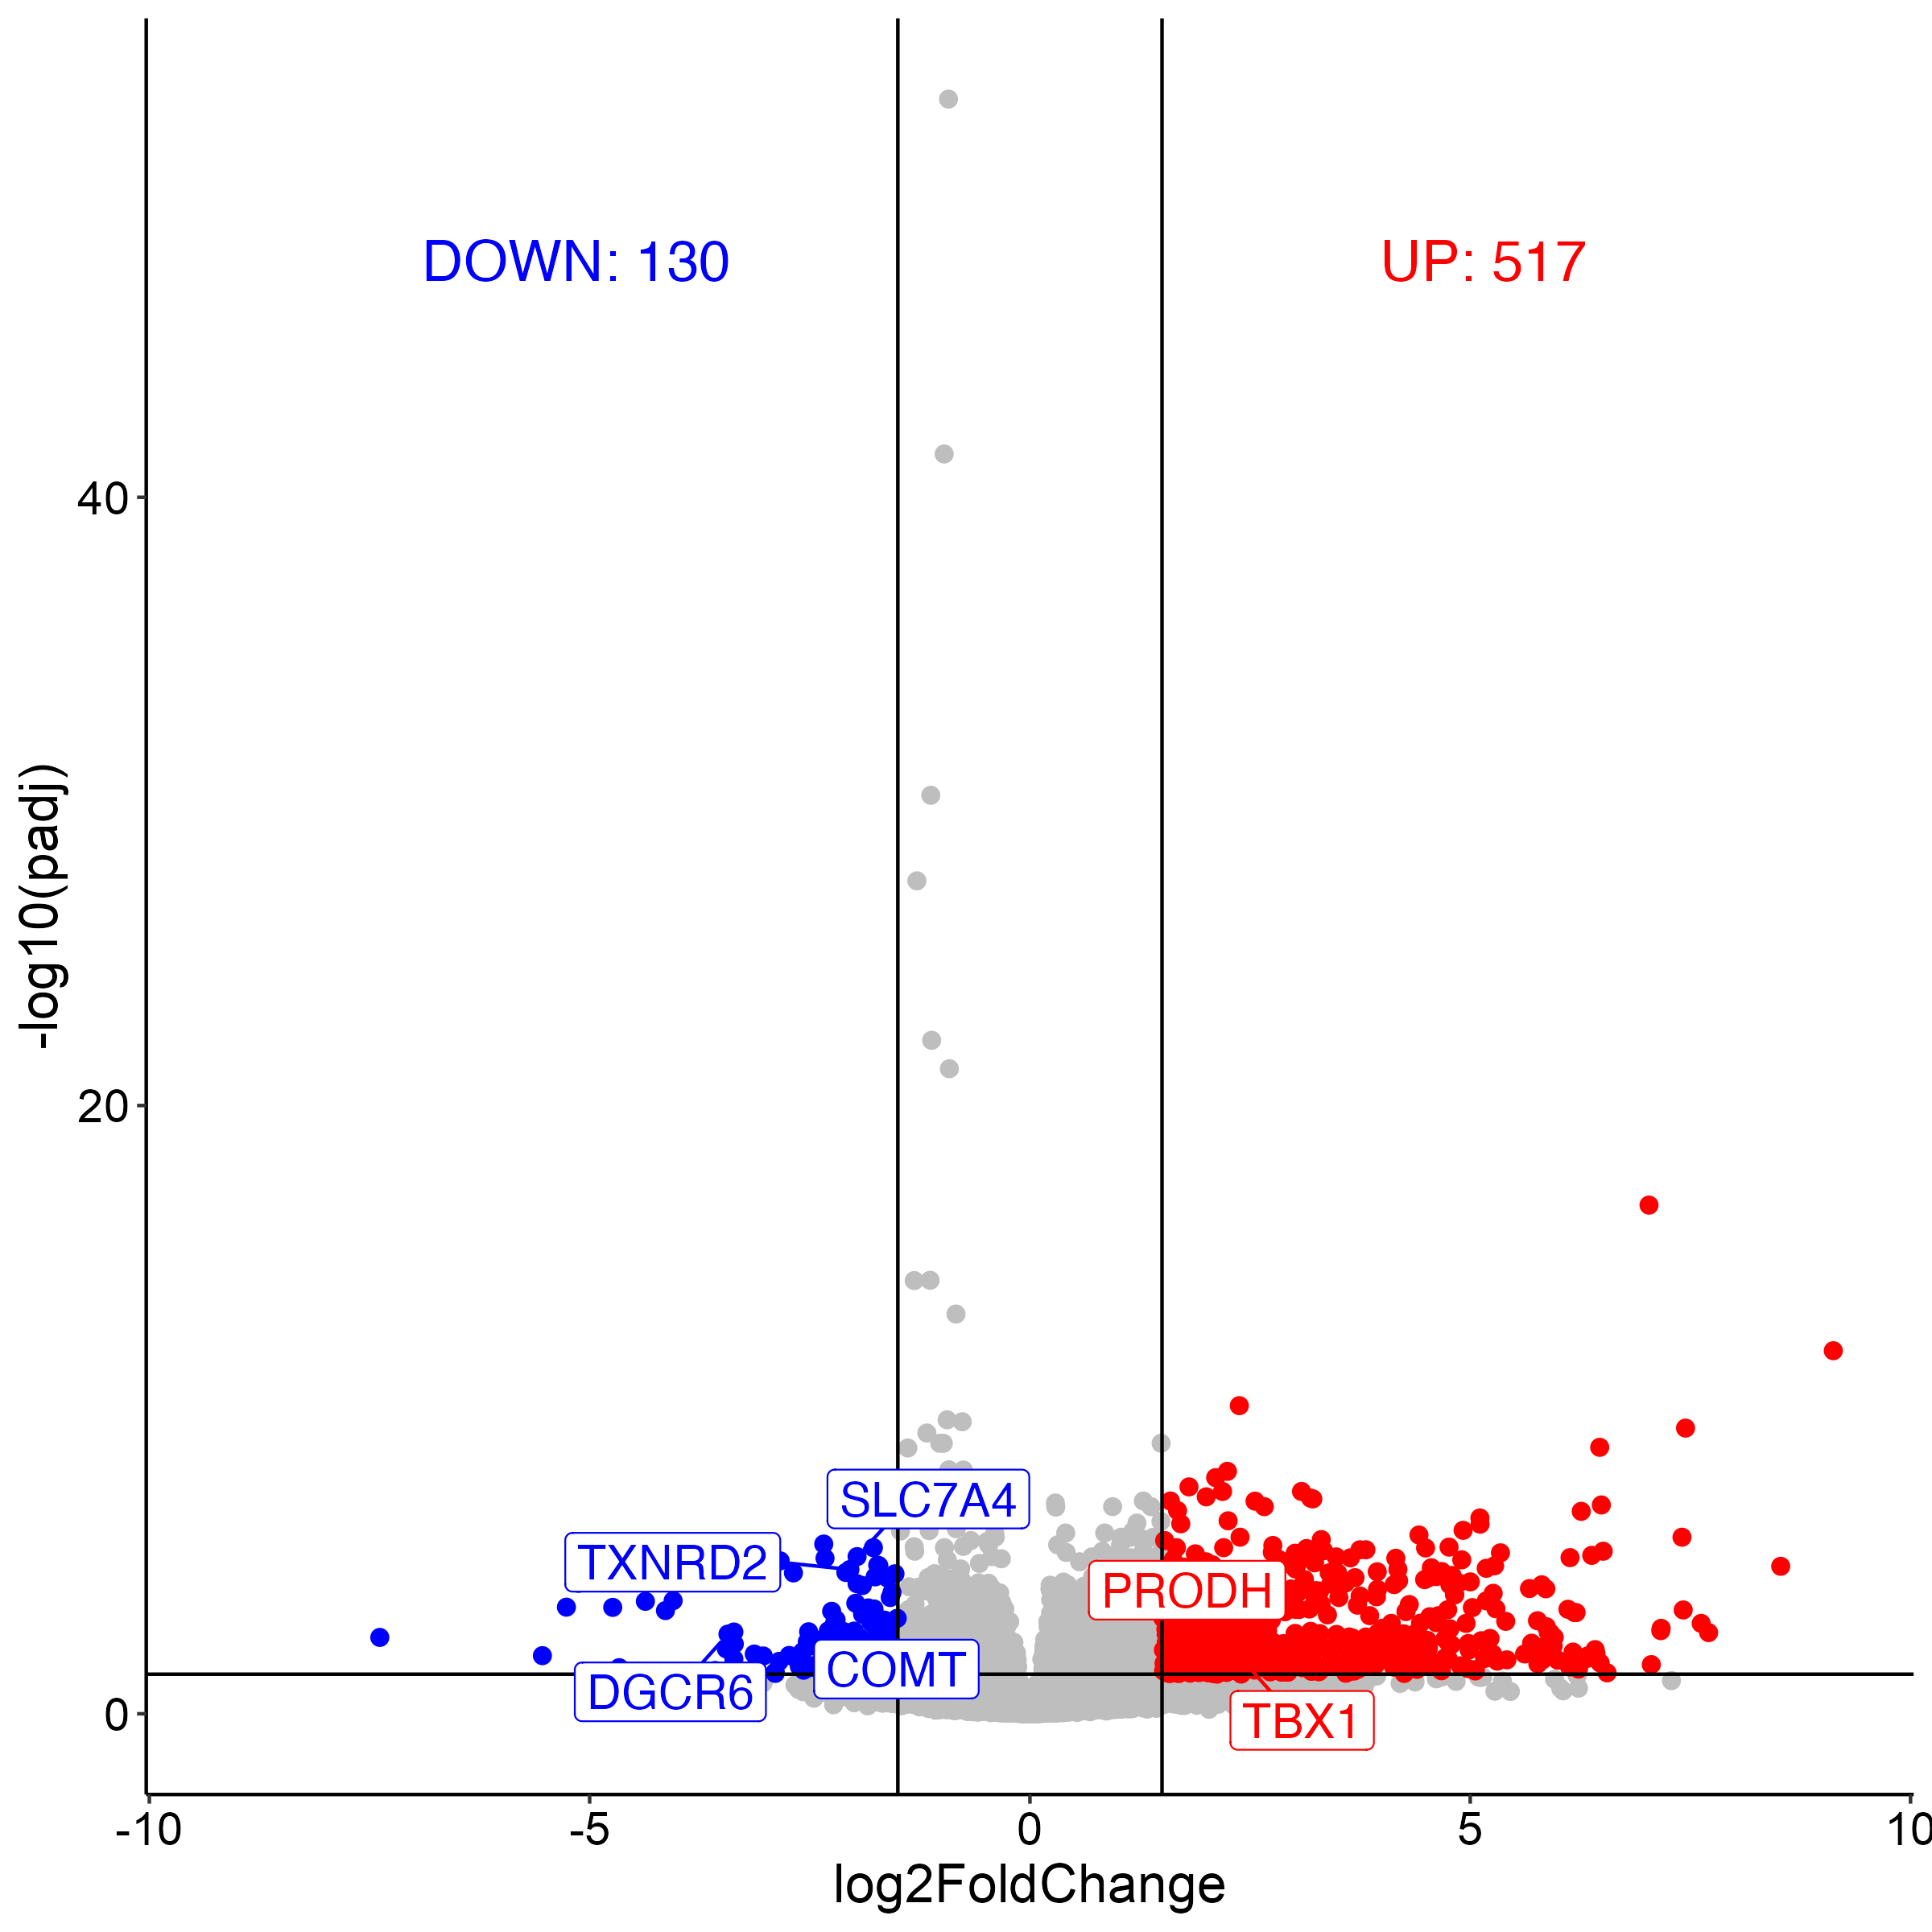 DOWN: 130
UP: 517
40
-log10(padj)
20
SLC7A4
TXNRD2
PRODH
COMT
DGCR6
TBX1
0
-10
-5
0
5
10
log2FoldChange